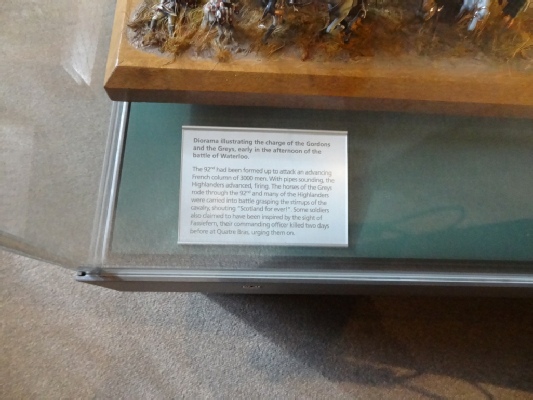 Diorama illustrating the charge of the Gordons
and the Greys, early in the afternoon of the
battle of Waterloo.
The 92nd had been formed up to attack an advancing
French column of 3000 men. With pipes sounding, the
Highlanders advanced, firing. The horses of the Greys
rode through the 92nd and many of the Highlanders
were carried into battle grasping the stirrups of the
cavalry, shouting "Scotland for ever!". Some soldiers
also claimed to have been inspired by the sight of
Fassiefern, their commanding officer killed two days
before at Quatre Bras, urging them on.